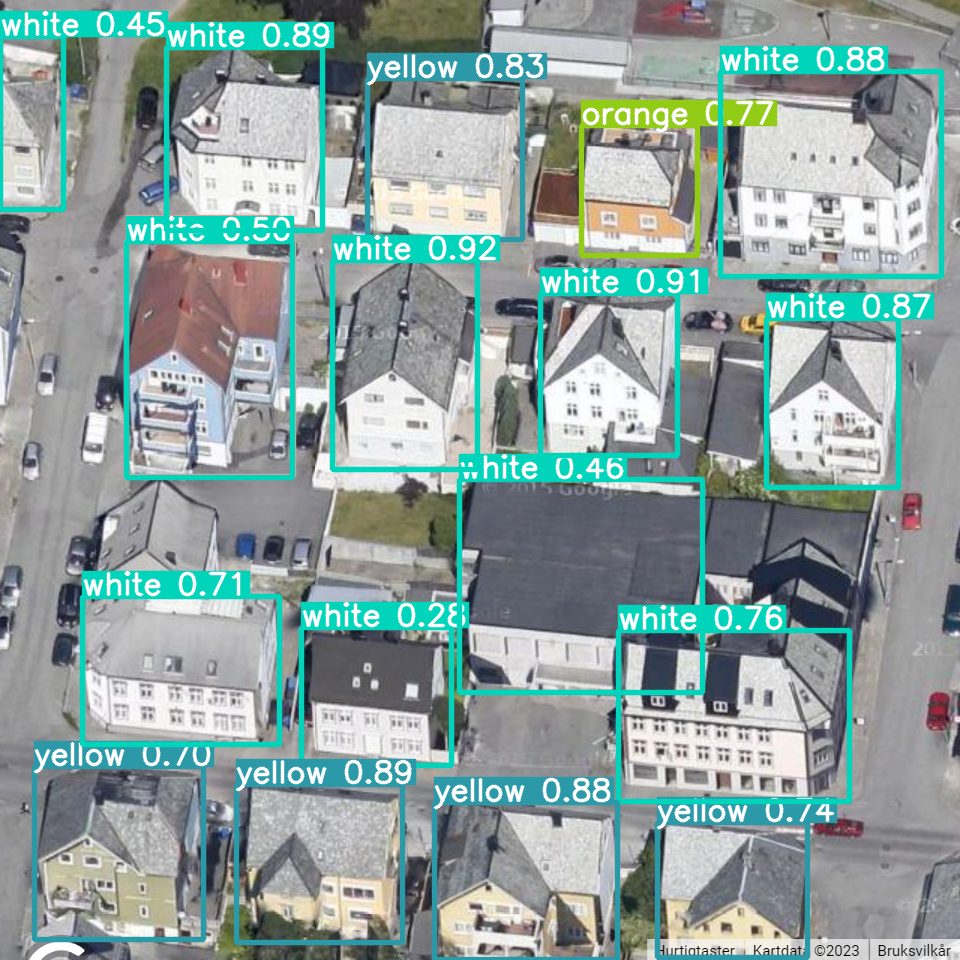 white 0.45
white 0.89
yellow 0.83
white 0.88
orange 0.77
white 0.50
white 0.92
white 0.91
white 0.87
white 0.46
white 0.71
white 0.28
white 0.76
yellow 0.70
yellow 0.89
yellow 0.88
yellow 0.74
Hurtigtaster Kartdata ©2023 Bruksvilkår